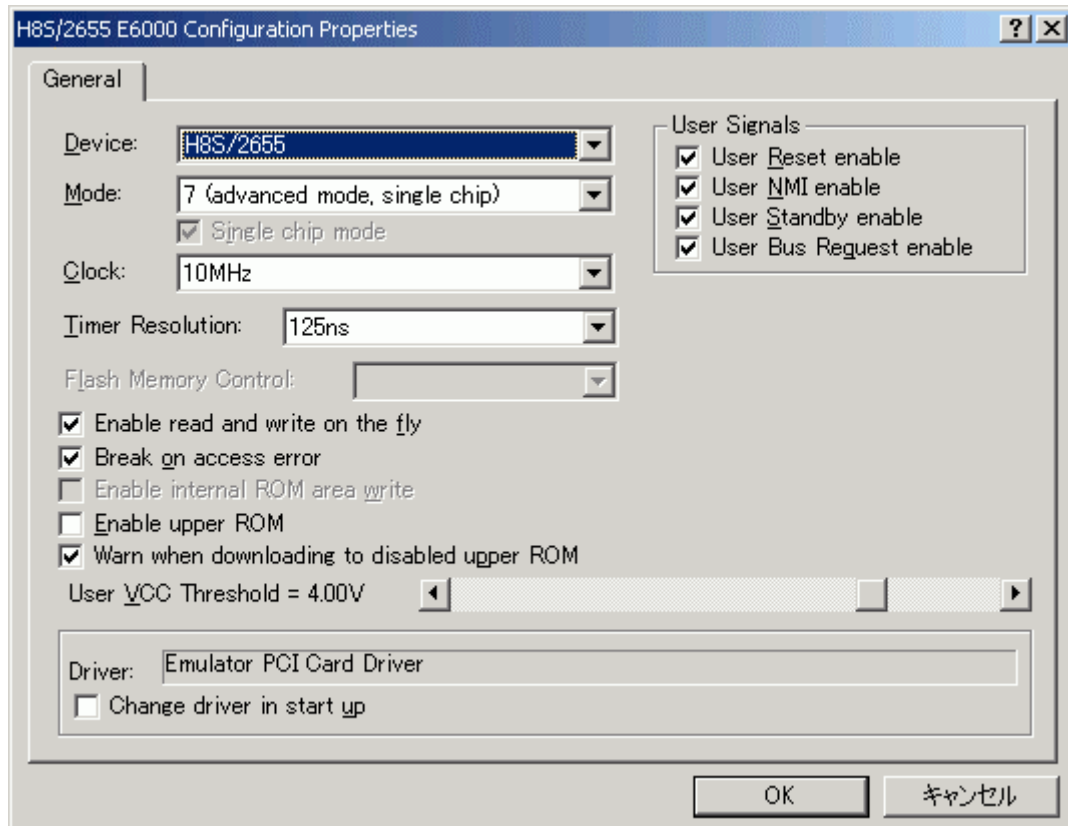 H8S/2655 E6000 Configuration Properties
General
Device: H8S/2655
Mode: 7 (advanced mode, single chip)
Single chip mode
Clock: 10MHz
Timer Resolution: 125ns
Flash Memory Control:
Enable read and write on the fly
Break on access error
Enable internal ROM area write
Enable upper ROM
Warn when downloading to disabled upper ROM
User VCC Threshold = 4.00V
User Signals
User Reset enable
User NMI enable
User Standby enable
User Bus Reguest enable
Driver: Emulator PCI Card Driver
Change driver in start up
OK
キャンセル